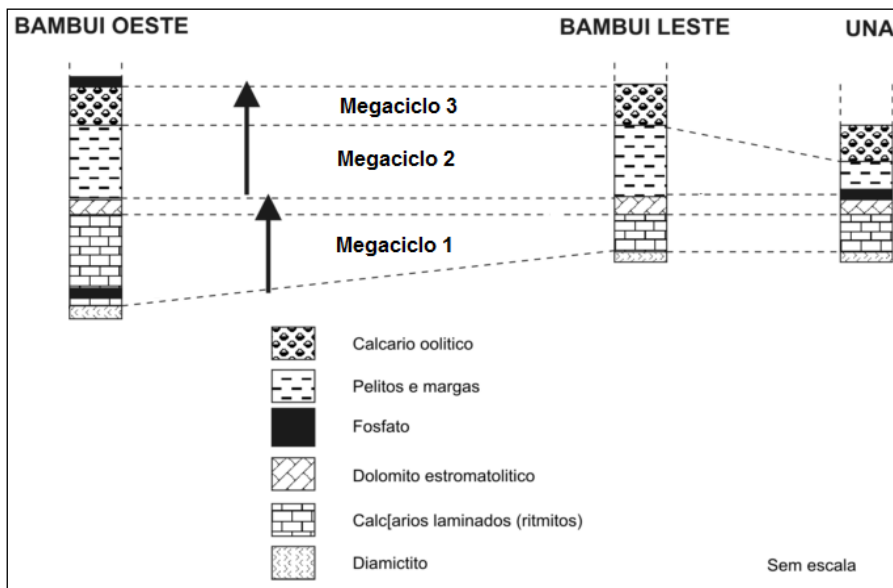 BAMBUI OESTE
BAMBUI LESTE
UNA
Megaciclo 3
Megaciclo 2
Megaciclo 1
Calcario oolitico
Pelitos e margas
Fosfato
Dolomito estromatolitico
Calc[arios laminados (ritmitos)
Diamictito
Sem escala